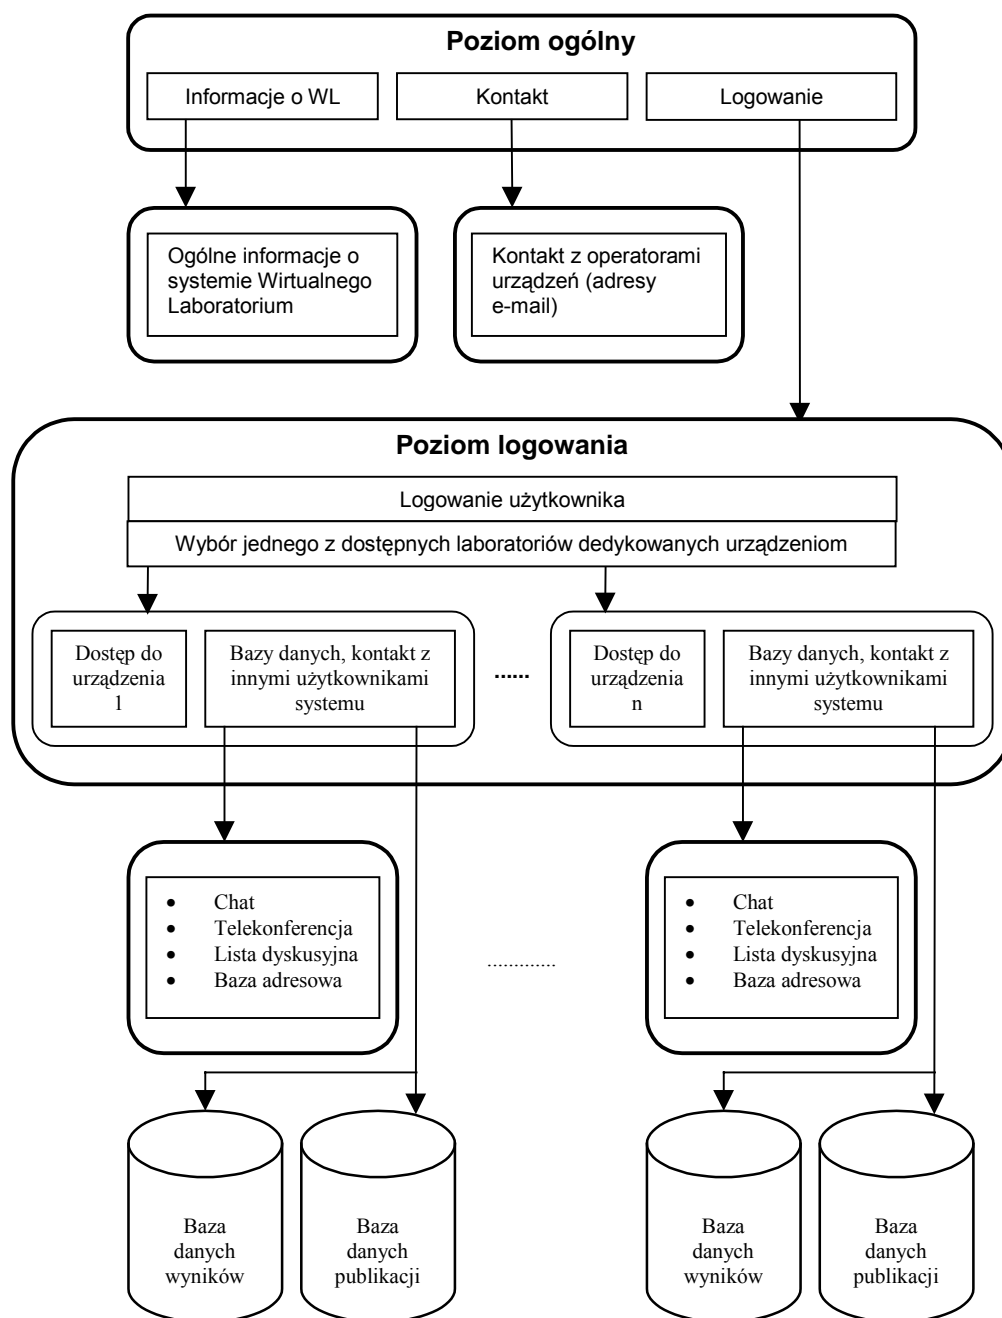 Poziom ogólny
Informacje o WL
Kontakt
Logowanie
Ogólne informacje o
systemie Wirtualnego
Laboratorium
Kontakt z operatorami
urządzeń (adresy
e-mail)
Poziom logowania
Logowanie użytkownika
Wybór jednego z dostępnych laboratoriów dedykowanych urządzeniom
Dostęp do
urządzenia
1
Bazy danych, kontakt z
innymi użytkownikami
systemu
......
Dostęp do
urządzenia
n
Bazy danych, kontakt z
innymi użytkownikami
systemu
• Chat
• Telekonferencja
• Lista dyskusyjna
• Baza adresowa
.............
• Chat
• Telekonferencja
• Lista dyskusyjna
• Baza adresowa
Baza
danych
wyników
Baza
danych
publikacji
Baza
danych
wyników
Baza
danych
publikacji